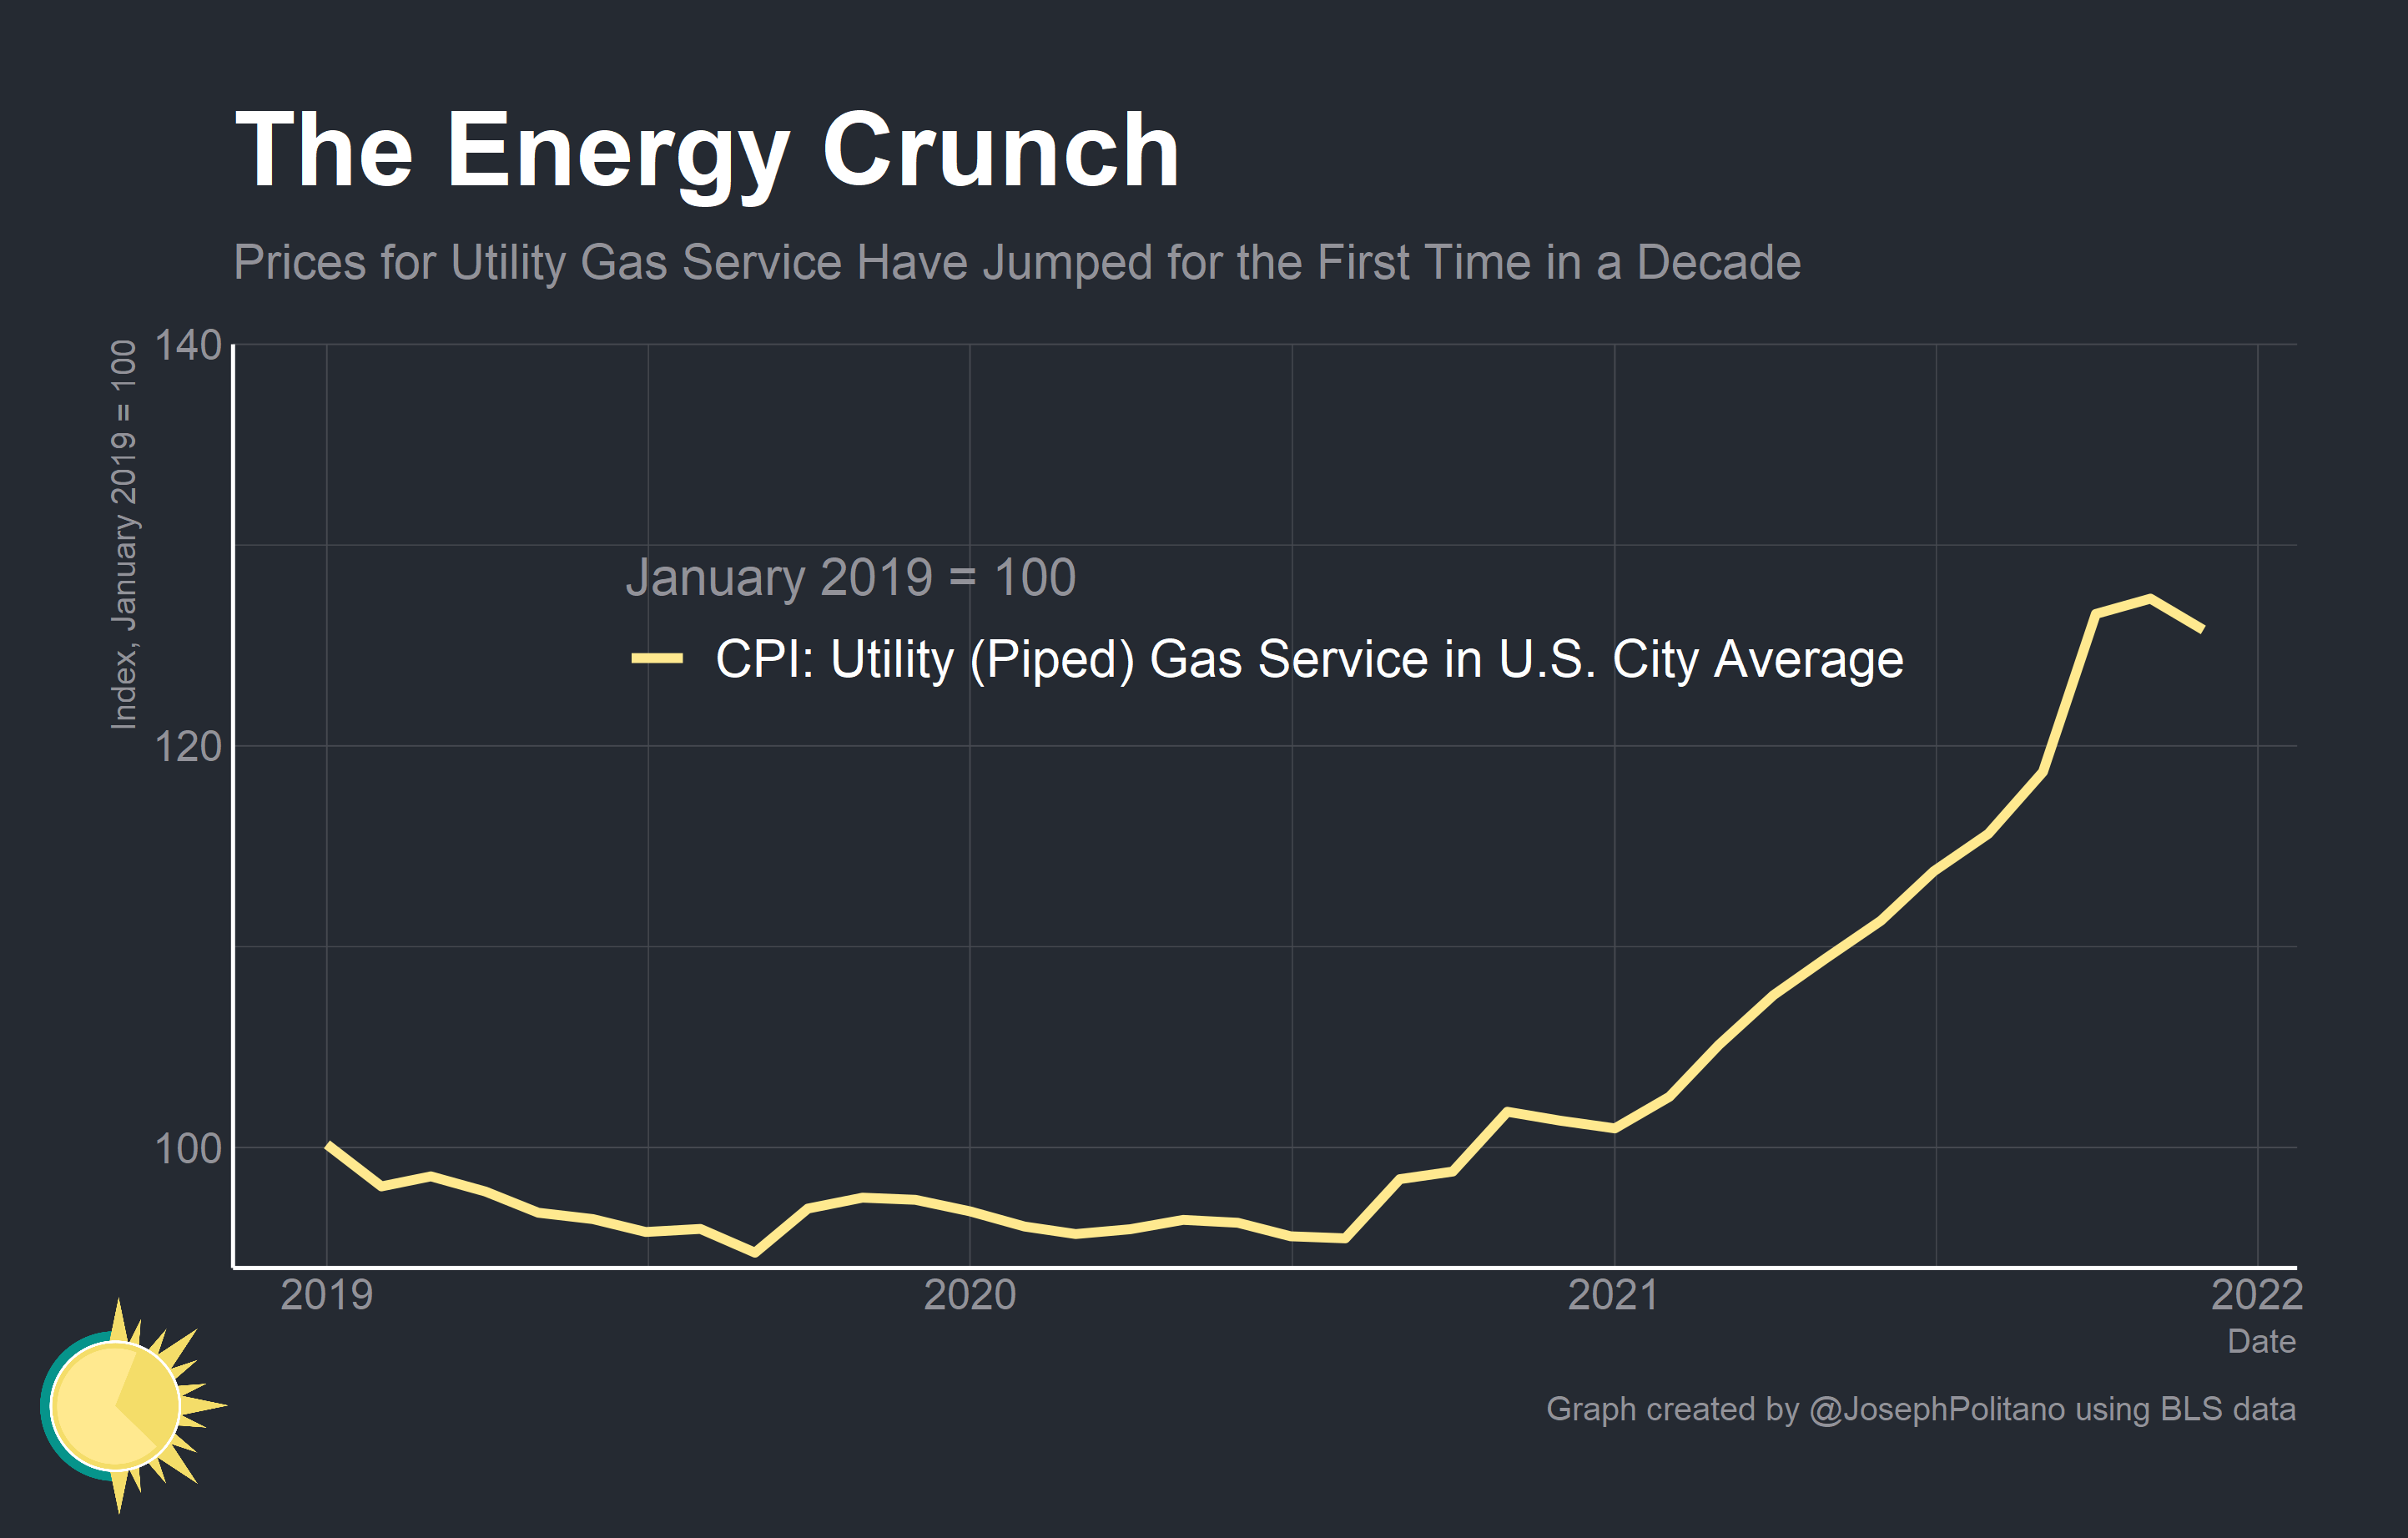 The Energy Crunch
Prices for Utility Gas Service Have Jumped for the First Time in a Decade
Index, January 2019 = 100
140
120
100
January 2019 = 100
CPI: Utility (Piped) Gas Service in U.S. City Average
2019 2020 2021 2022
Date
Graph created by @JosephPolitano using BLS data